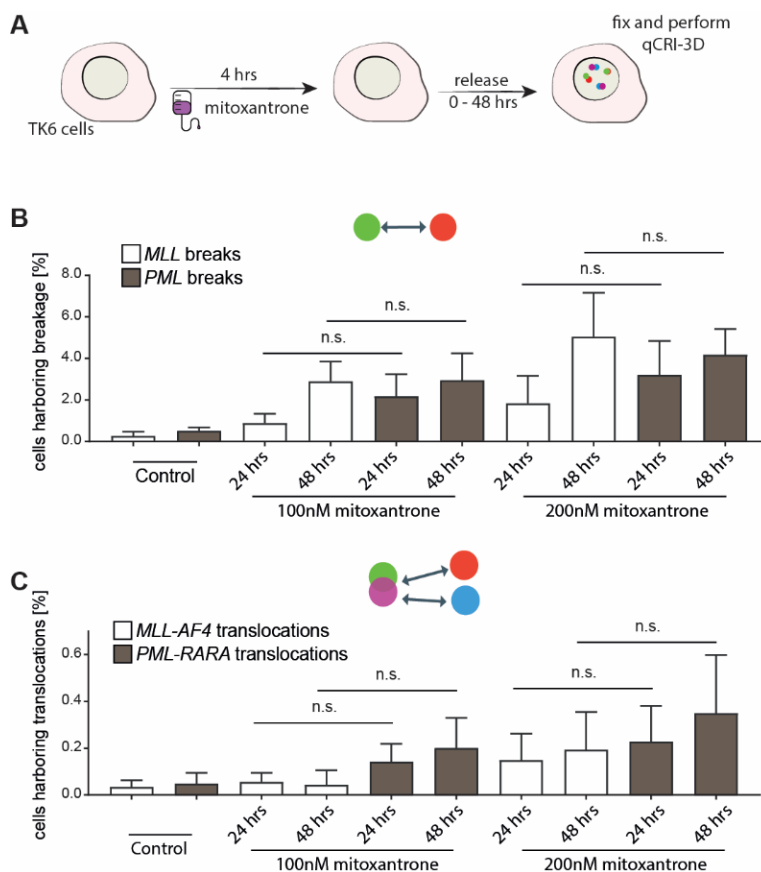 A
TK6 cells
4 hrs
mitoxantrone
release
0 - 48 hrs
fix and perform
qCRI-3D
B
MLL breaks
PML breaks
cells harboring breakage [%]
8.0
6.0
4.0
2.0
0.0
n.s.
n.s.
n.s.
n.s.
Control
24 hrs
48 hrs
24 hrs
48 hrs
100nM mitoxantrone
24 hrs
48 hrs
24 hrs
48 hrs
200nM mitoxantrone
C
MLL-AF4 translocations
PML-RARA translocations
cells harboring translocations [%]
0.6
0.4
0.2
0.0
n.s.
n.s.
n.s.
n.s.
Control
24 hrs
48 hrs
24 hrs
48 hrs
100nM mitoxantrone
24 hrs
48 hrs
24 hrs
48 hrs
200nM mitoxantrone